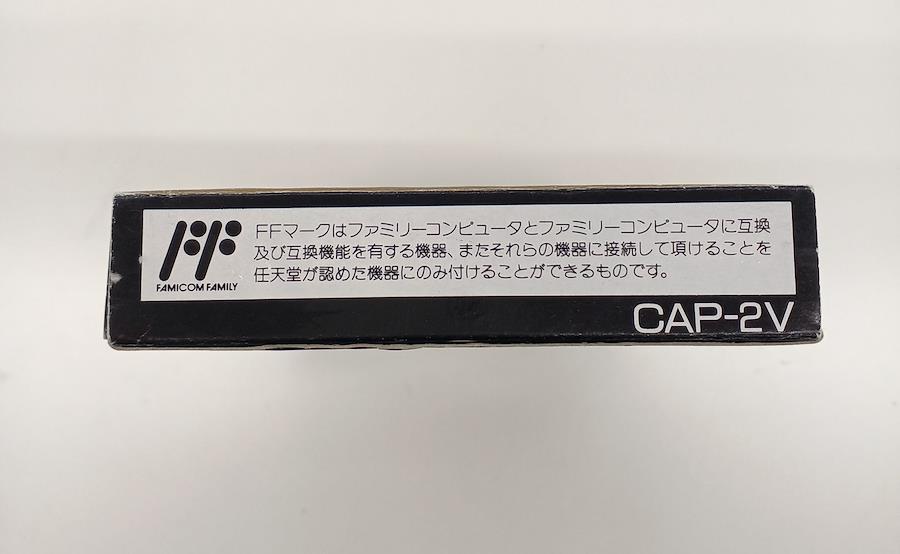 FFマークはファミリーコンピュータとファミリーコンピュータに互換
及び互換機能を有する機器、またそれらの機器に接続して頂けることを
任天堂が認めた機器にのみ付けることができるものです。
FF
FAMICOM FAMILY
CAP-2V